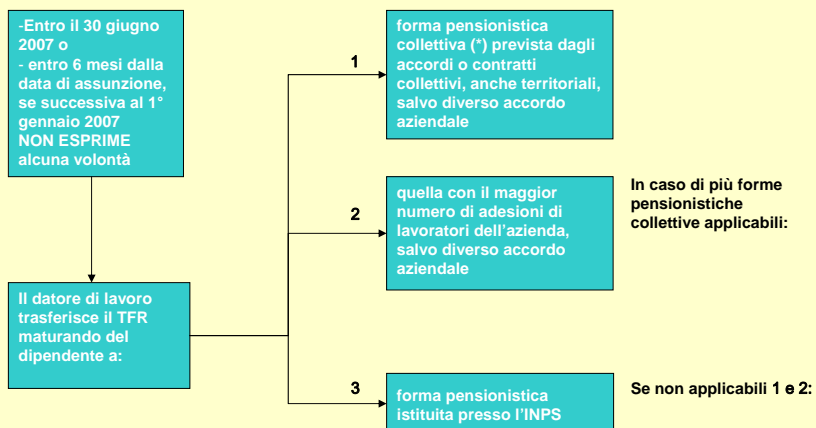 -Entro il 30 giugno
2007 o
- entro 6 mesi dalla
data di assunzione,
se successiva al 1°
gennaio 2007
NON ESPRIME
alcuna volontà
Il datore di lavoro
trasferisce il TFR
maturando del
dipendente a:
1
forma pensionistica
collettiva (*) prevista dagli
accordi o contratti
collettivi, anche territoriali,
salvo diverso accordo
aziendale
2
quella con il maggior
numero di adesioni di
lavoratori dell'azienda,
salvo diverso accordo
aziendale
In caso di più forme
pensionistiche
collettive applicabili:
3
forma pensionistica
istituita presso l'INPS
Se non applicabili 1 e 2: